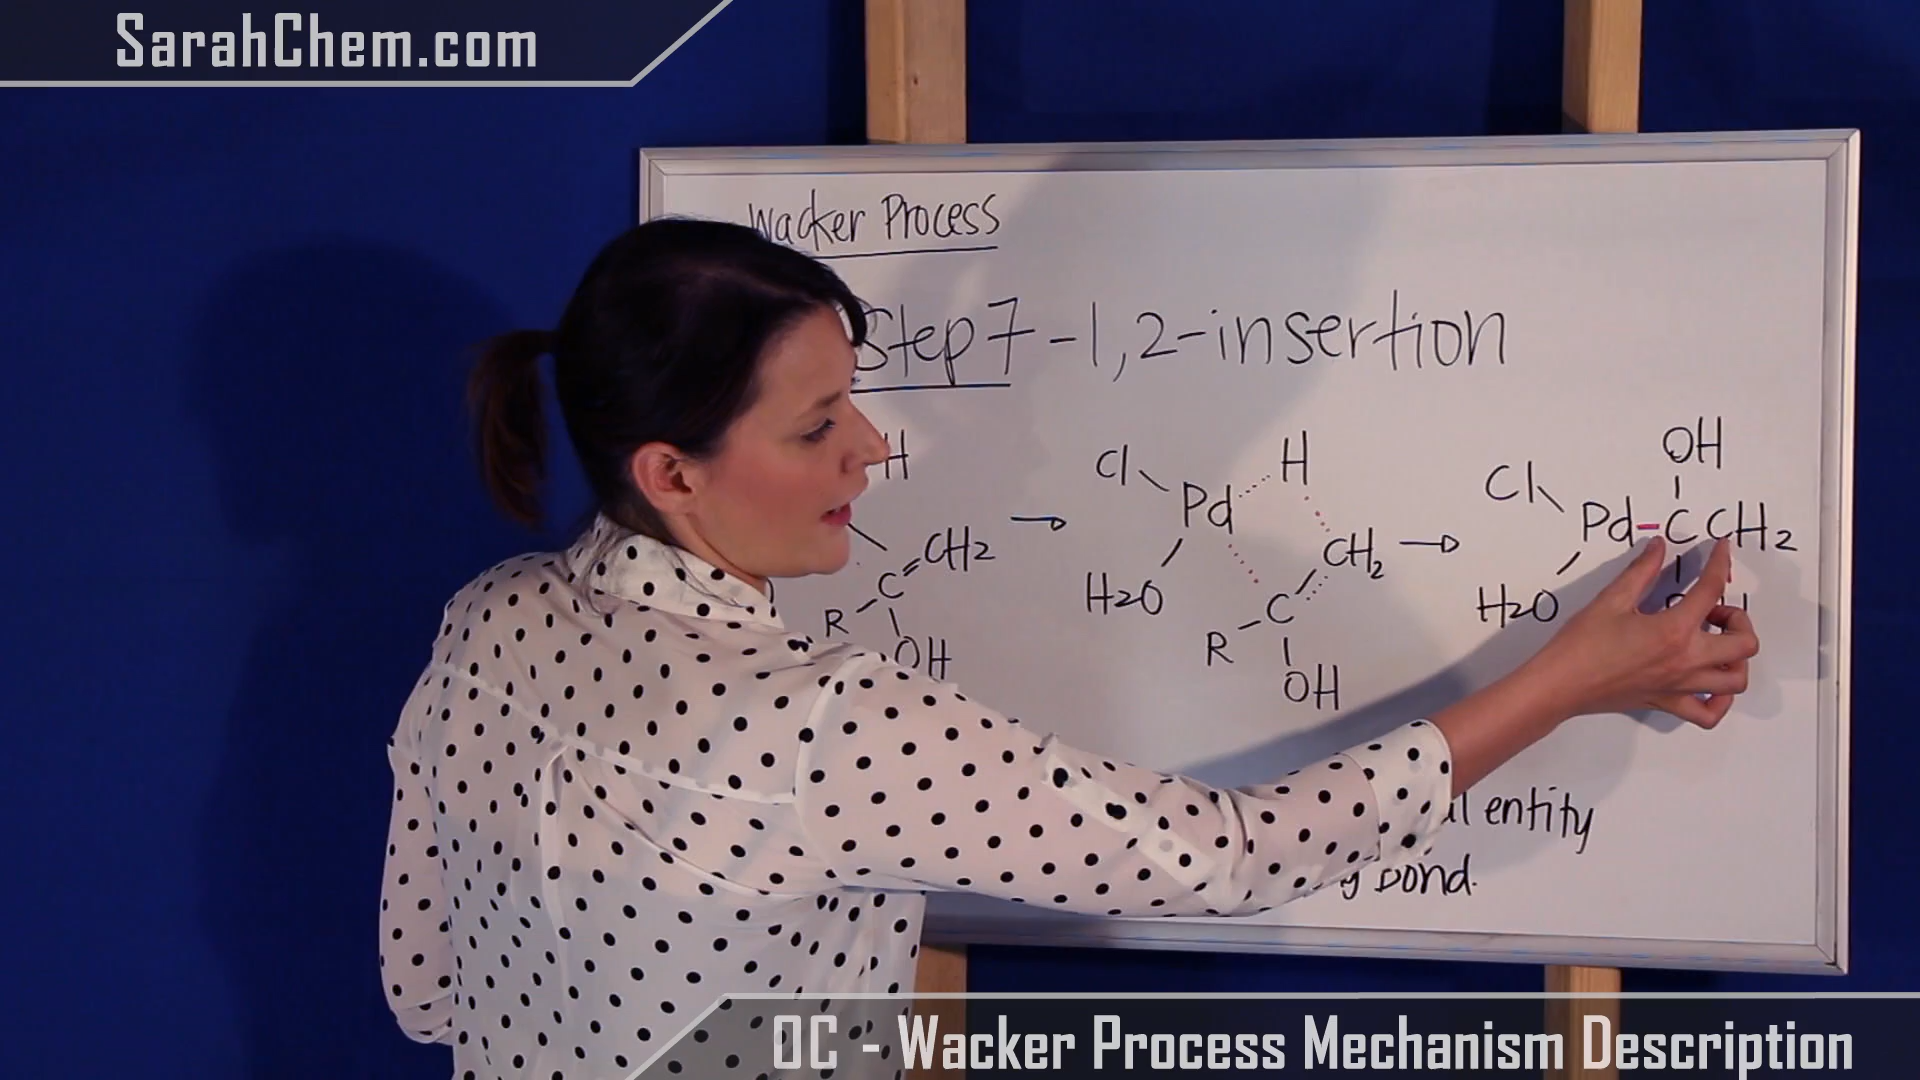 SarahChem.com
Wacker Process
Step 7 - 1,2-insertion
H
CH2
C
R
OH
Cl
H
Pd
H2O
CH2
C
R
OH
OH
Cl
Pd-C CH2
H2O
entity
bond.
OC - Wacker Process Mechanism Description